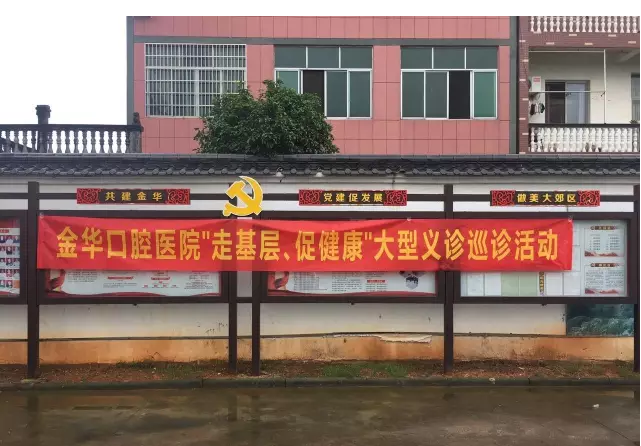 共建金华
党建促发展
做美大郊区
金华口腔医院"走基层、促健康"大型义诊巡诊活动